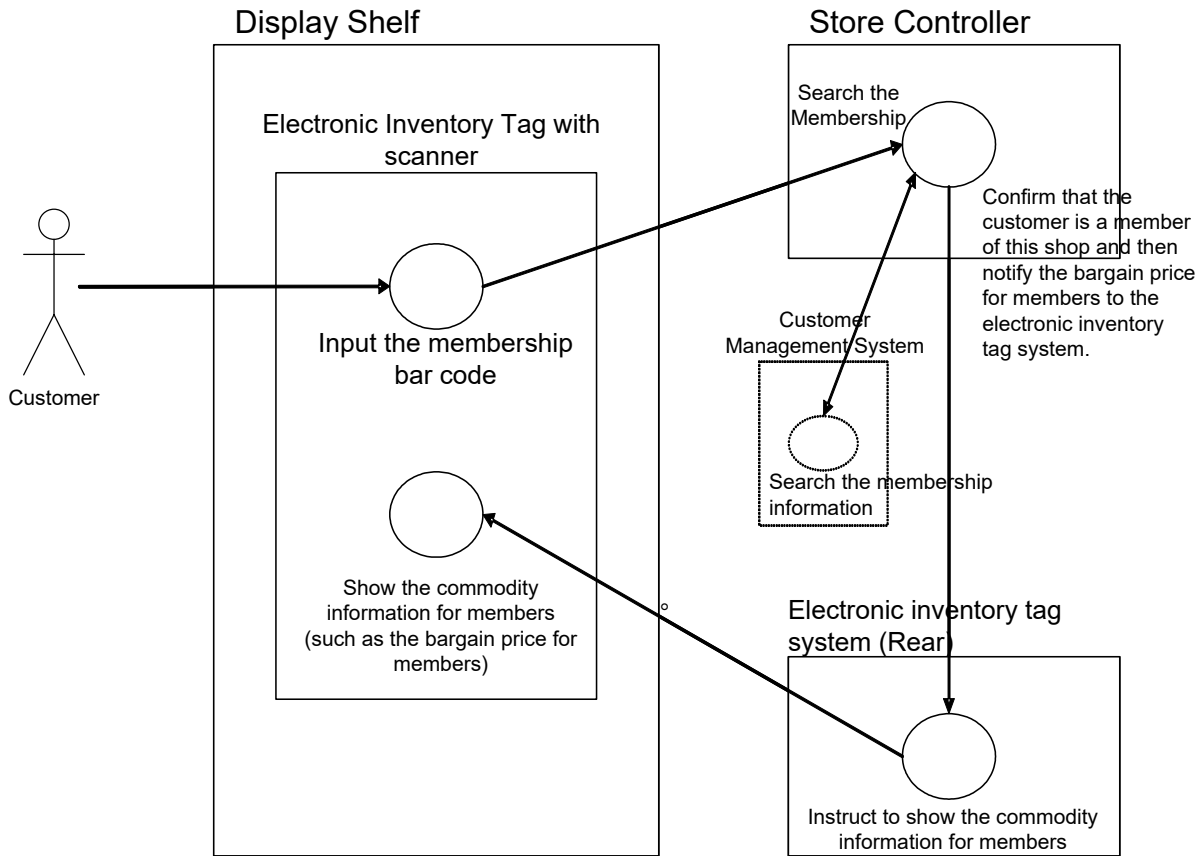 Display Shelf
Store Controller
Electronic Inventory Tag with
scanner
Search the
Membership
Confirm that the
customer is a member
of this shop and then
notify the bargain price
for members to the
electronic inventory
tag system.
Customer
Input the membership
bar code
Customer
Management System
Search the membership
information
Show the commodity
information for members
(such as the bargain price for
members)
Electronic inventory tag
system (Rear)
Instruct to show the commodity
information for members